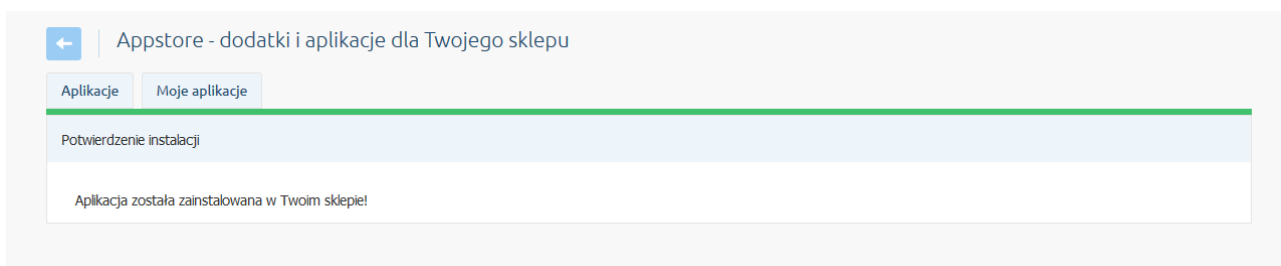 Appstore - dodatki i aplikacje dla Twojego sklepu
Aplikacje Moje aplikacje
Potwierdzenie instalacji
Aplikacja została zainstalowana w Twoim sklepie!